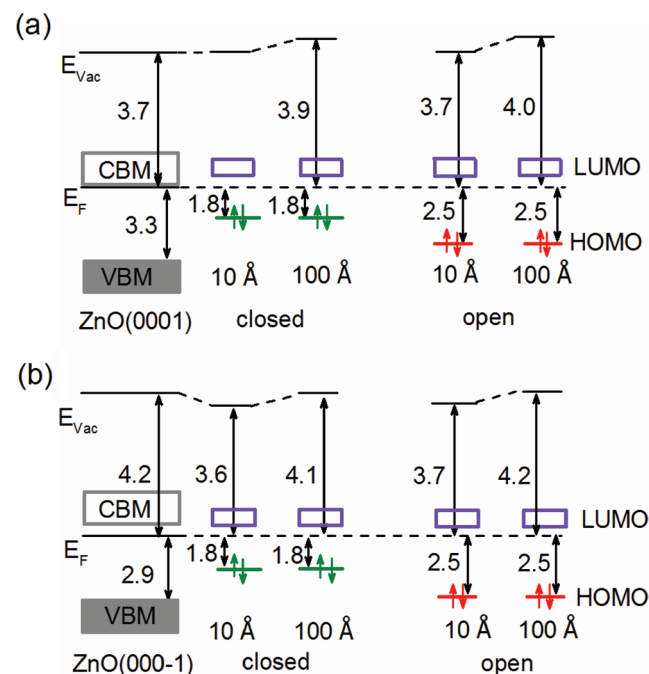 (a)
E_Vac
3.7
3.9
3.7
4.0
CBM
LUMO
E_F
1.8
1.8
2.5
2.5
3.3
HOMO
VBM
10 Å
100 Å
10 Å
100 Å
ZnO(0001)
closed
open
(b)
E_Vac
4.2
3.6
4.1
3.7
4.2
CBM
LUMO
E_F
1.8
1.8
2.5
2.5
2.9
HOMO
VBM
10 Å
100 Å
10 Å
100 Å
ZnO(000-1)
closed
open